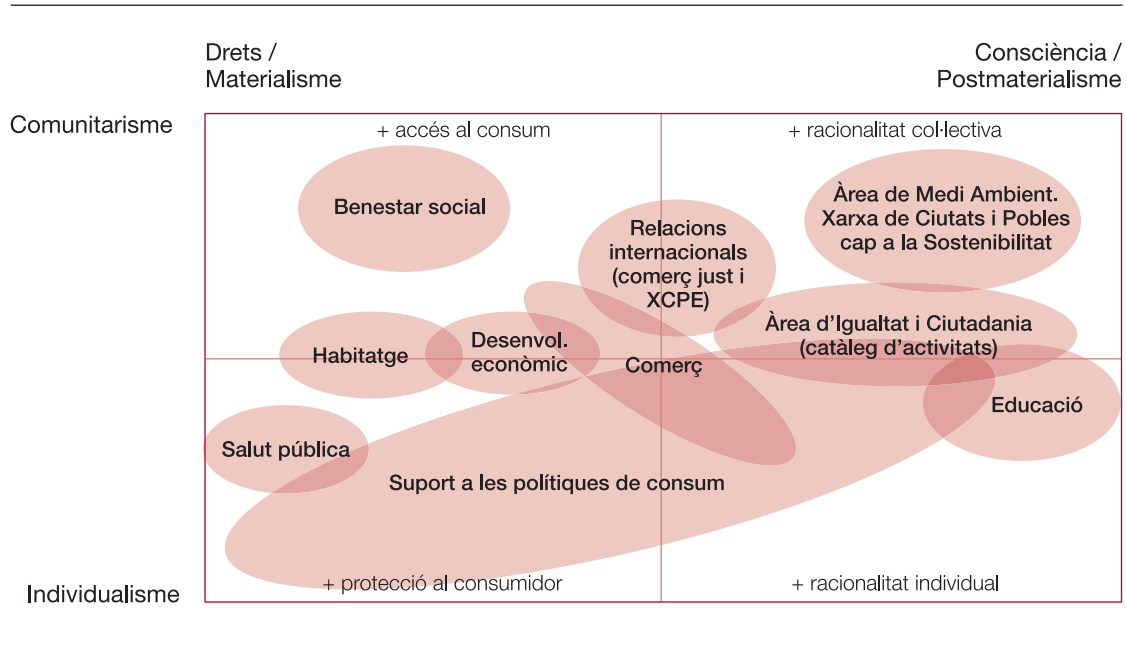 Drets /
Materialisme
Consciència /
Postmaterialisme
Comunitarisme
+ accés al consum
+ racionalitat col·lectiva
Benestar social
Àrea de Medi Ambient.
Xarxa de Ciutats i Pobles
cap a la Sostenibilitat
Relacions
internacionals
(comerç just i
XCPE)
Habitatge
Desenvol.
econòmic
Comerç
Àrea d’Igualtat i Ciutadania
(catàleg d’activitats)
Educació
Salut pública
Suport a les polítiques de consum
Individualisme
+ protecció al consumidor
+ racionalitat individual